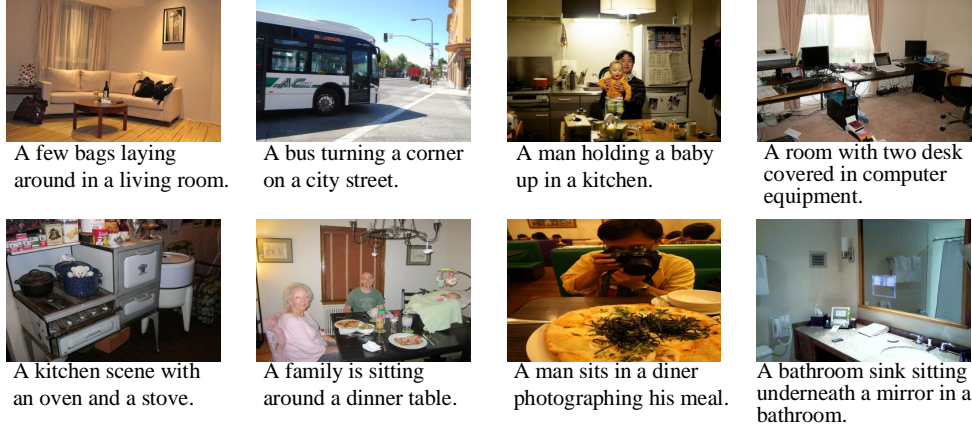 A few bags laying
around in a living room.
A bus turning a corner
on a city street.
A man holding a baby
up in a kitchen.
A room with two desk
covered in computer
equipment.
A kitchen scene with
an oven and a stove.
A family is sitting
around a dinner table.
A man sits in a diner
photographing his meal.
A bathroom sink sitting
underneath a mirror in a
bathroom.